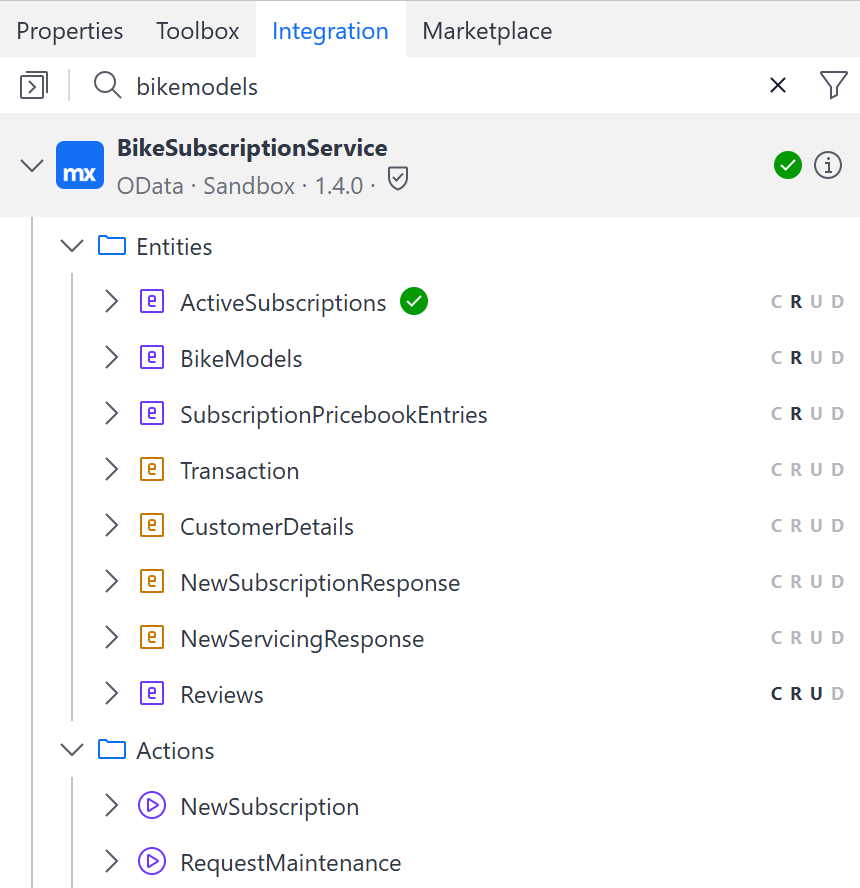 Properties Toolbox Integration Marketplace
bikemodels
mx
BikeSubscriptionService
OData · Sandbox · 1.4.0 ·
Entities
e ActiveSubscriptions C R U D
e BikeModels C R U D
e SubscriptionPricebookEntries C R U D
e Transaction C R U D
e CustomerDetails C R U D
e NewSubscriptionResponse C R U D
e NewServicingResponse C R U D
e Reviews C R U D
Actions
NewSubscription
RequestMaintenance